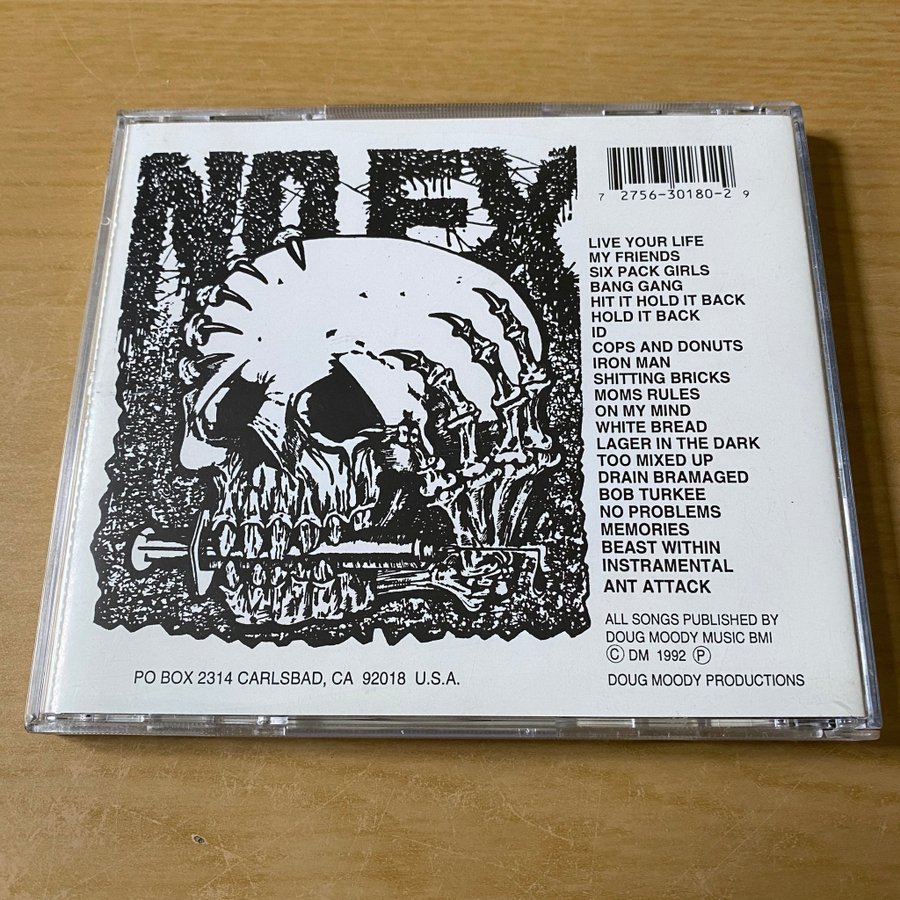 NO FX
7 2756-30180-2 9
LIVE YOUR LIFE
MY FRIENDS
SIX PACK GIRLS
BANG GANG
HIT IT HOLD IT BACK
HOLD IT BACK
ID
COPS AND DONUTS
IRON MAN
SHITTING BRICKS
MOMS RULES
ON MY MIND
WHITE BREAD
LAGER IN THE DARK
TOO MIXED UP
DRAIN BRAMAGED
BOB TURKEE
NO PROBLEMS
MEMORIES
BEAST WITHIN
INSTRAMENTAL
ANT ATTACK
ALL SONGS PUBLISHED BY
DOUG MOODY MUSIC BMI
Ⓒ DM 1992 Ⓟ
PO BOX 2314 CARLSBAD, CA 92018 U.S.A.
DOUG MOODY PRODUCTIONS